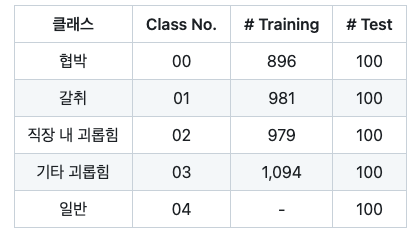 클래스 Class No. # Training # Test
협박 00 896 100
갈취 01 981 100
직장 내 괴롭힘 02 979 100
기타 괴롭힘 03 1,094 100
일반 04 - 100